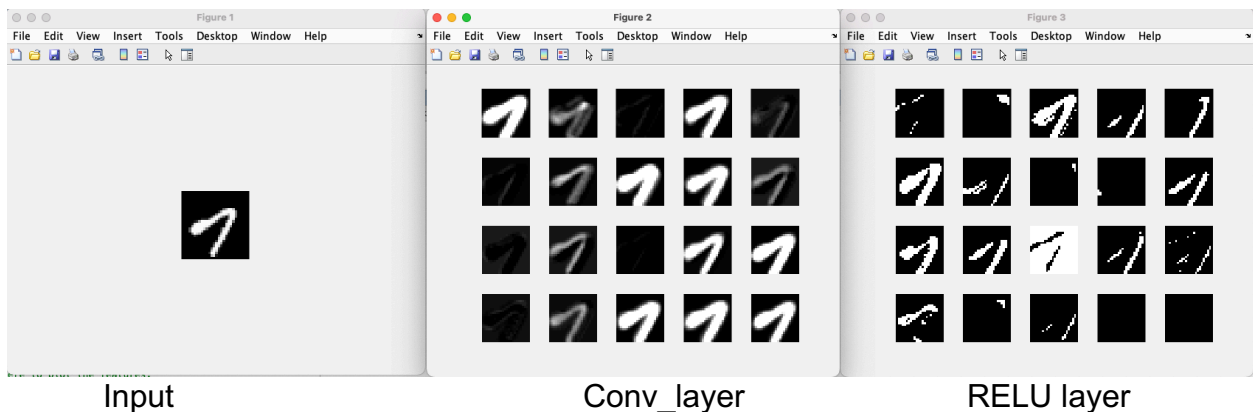 Figure 1
File Edit View Insert Tools Desktop Window Help
Figure 2
File Edit View Insert Tools Desktop Window Help
Figure 3
File Edit View Insert Tools Desktop Window Help
Input
Conv_layer
RELU layer